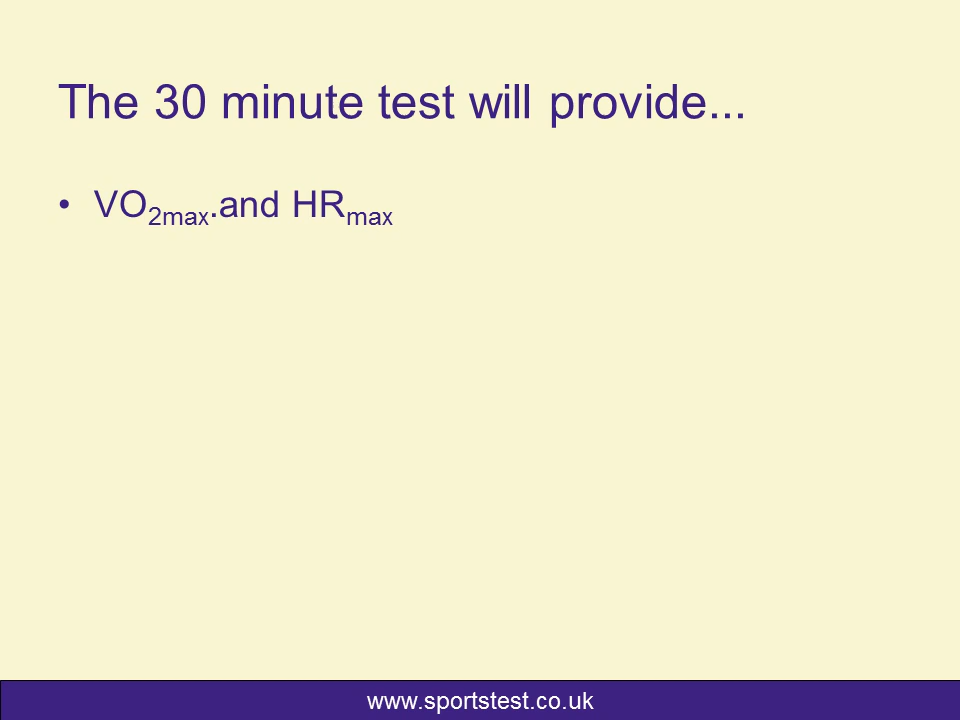 The 30 minute test will provide...
• VO₂max.and HRmax
www.sportstest.co.uk